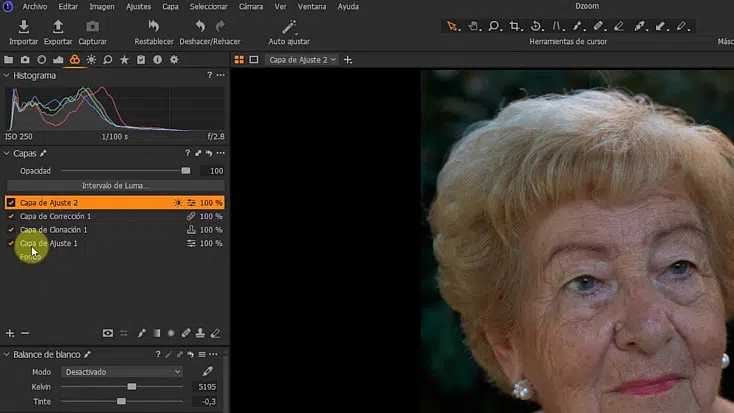 Archivo Editar Imagen Ajustes Capa Seleccionar Cámara Ver Ventana Ayuda Dzoom
Importar Exportar Capturar Restablecer Deshacer/Rehacer Auto ajustar Herramientas de cursor Másc
Histograma
ISO 250 1/100 s f/2.8
Capas
Opacidad 100
Intervalo de Luma...
Capa de Ajuste 2 100 %
Capa de Corrección 1 100 %
Capa de Clonación 1 100 %
Capa de Ajuste 1 100 %
Fondo
Balance de blanco
Modo Desactivado
Kelvin 5195
Tinte -0,3
Capa de Ajuste 2